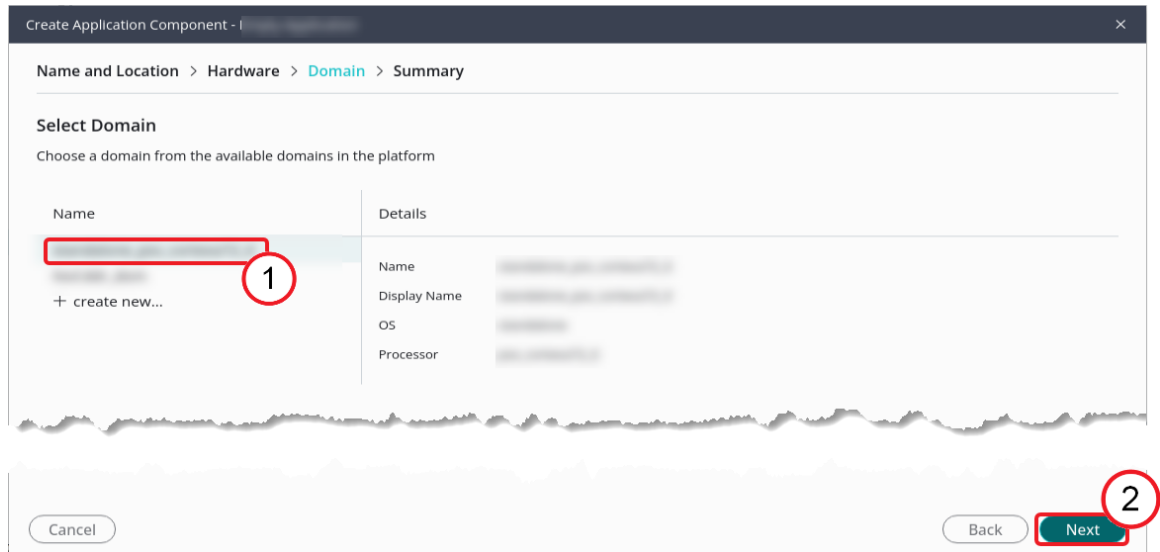 Create Application Component -
×
Name and Location > Hardware > Domain > Summary
Select Domain
Choose a domain from the available domains in the platform
Name
Details
1
+ create new...
Name
Display Name
OS
Processor
2
Cancel
Back
Next